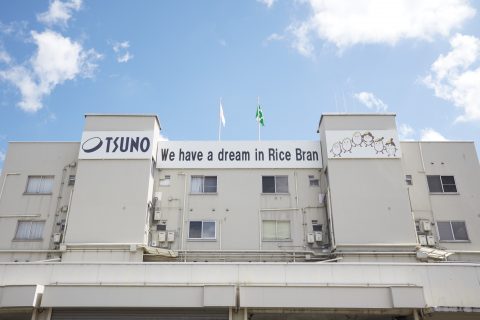 TSUNO
We have a dream in Rice Bran